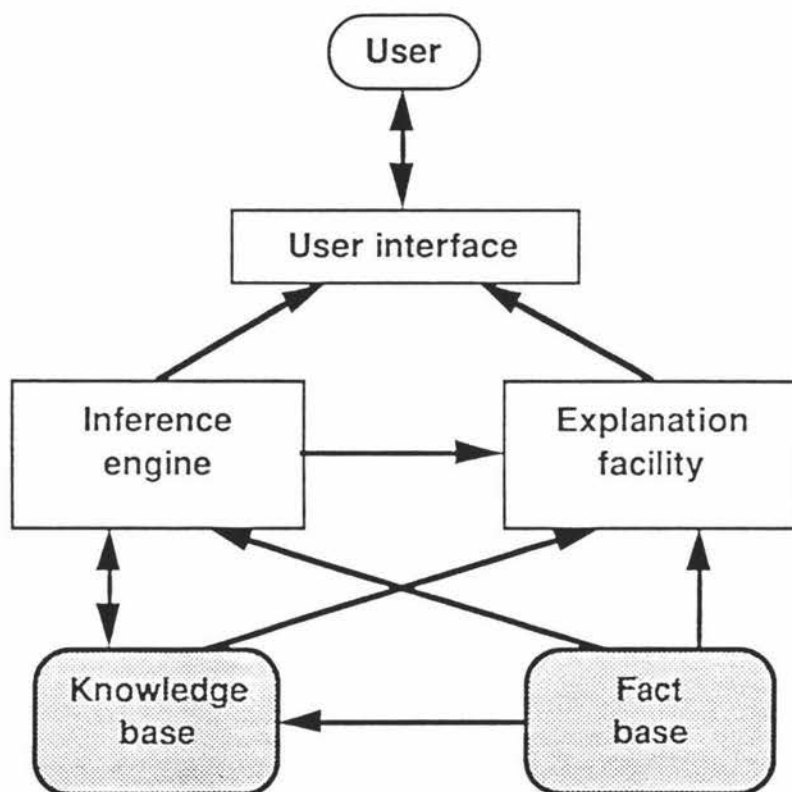 User
User interface
Inference
engine
Explanation
facility
Knowledge
base
Fact
base